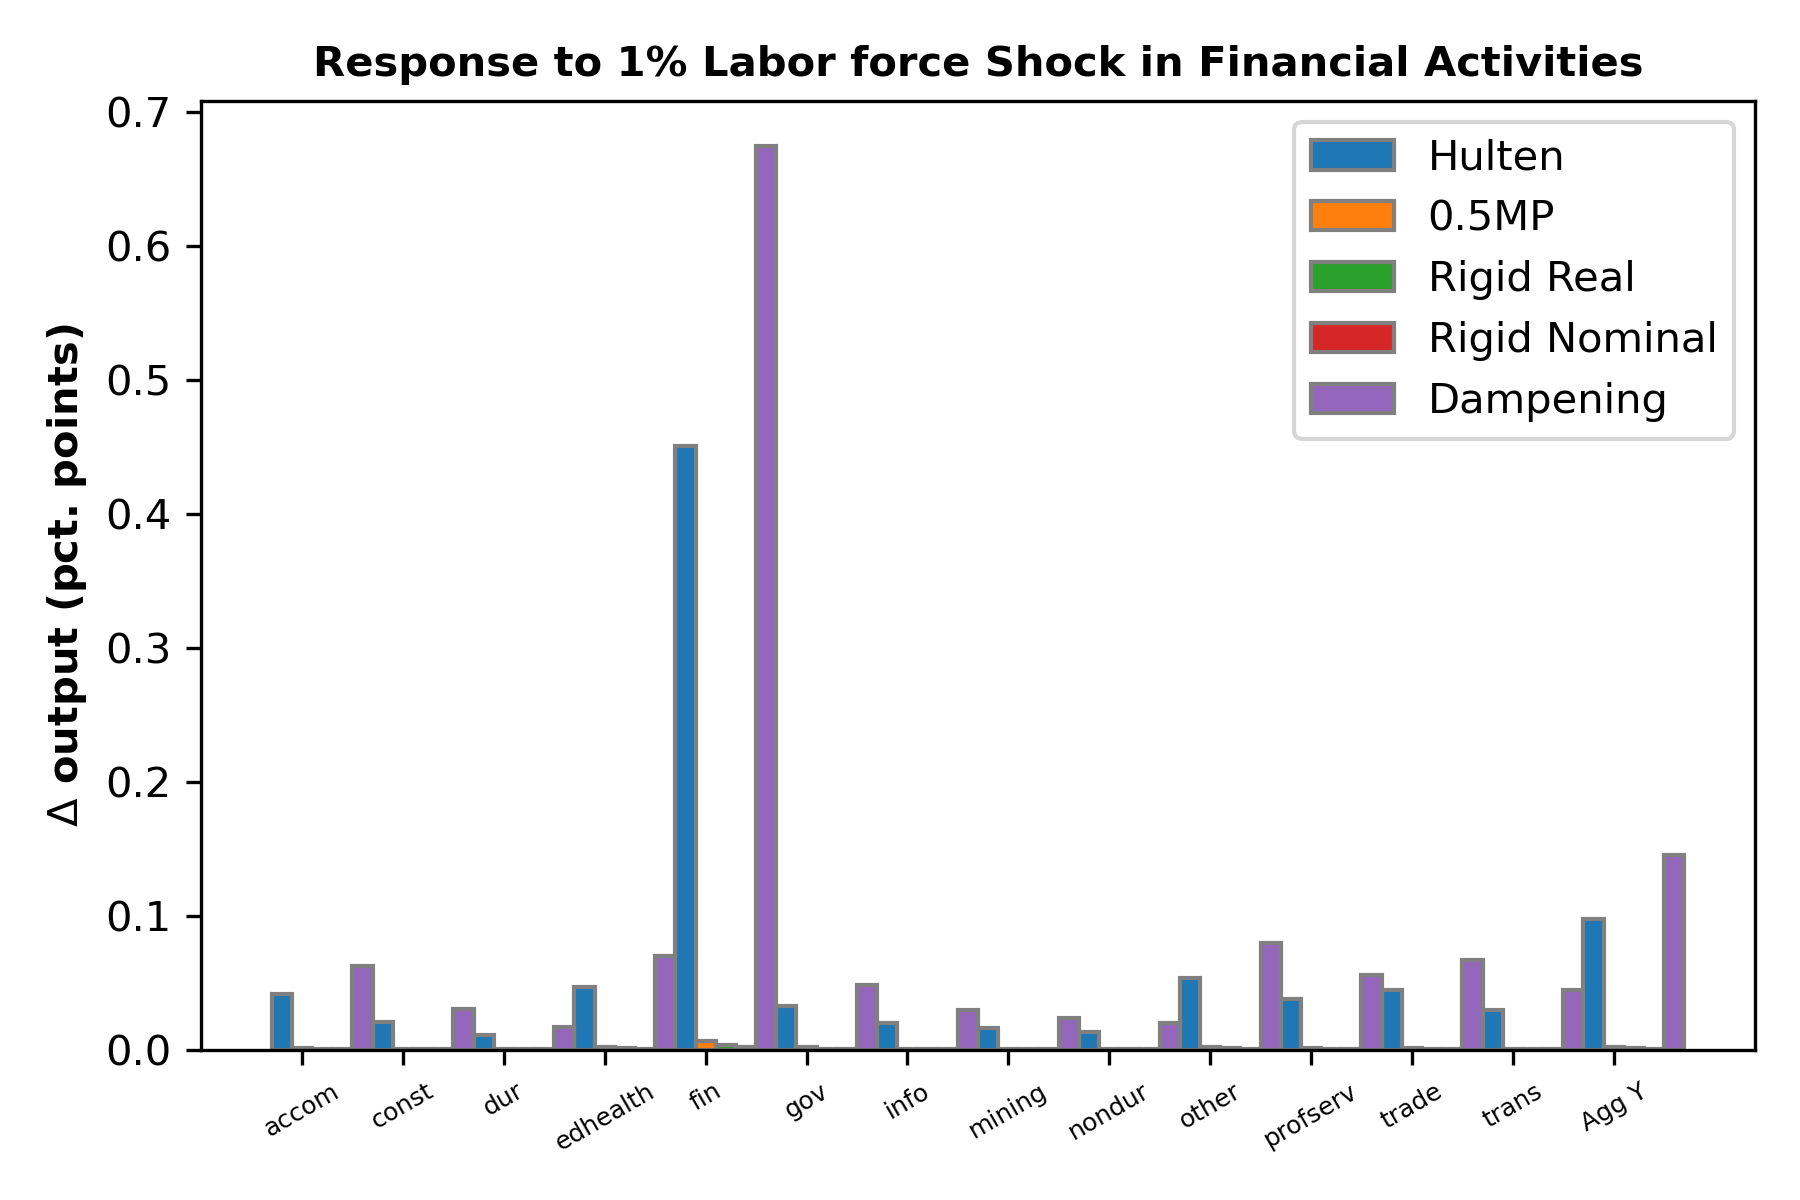 Response to 1% Labor force Shock in Financial Activities
Δ output (pct. points)
0.7
0.6
0.5
0.4
0.3
0.2
0.1
0.0
Hulten
0.5MP
Rigid Real
Rigid Nominal
Dampening
accom const dur edhealth fin gov info mining nondur other profserv trade trans Agg Y